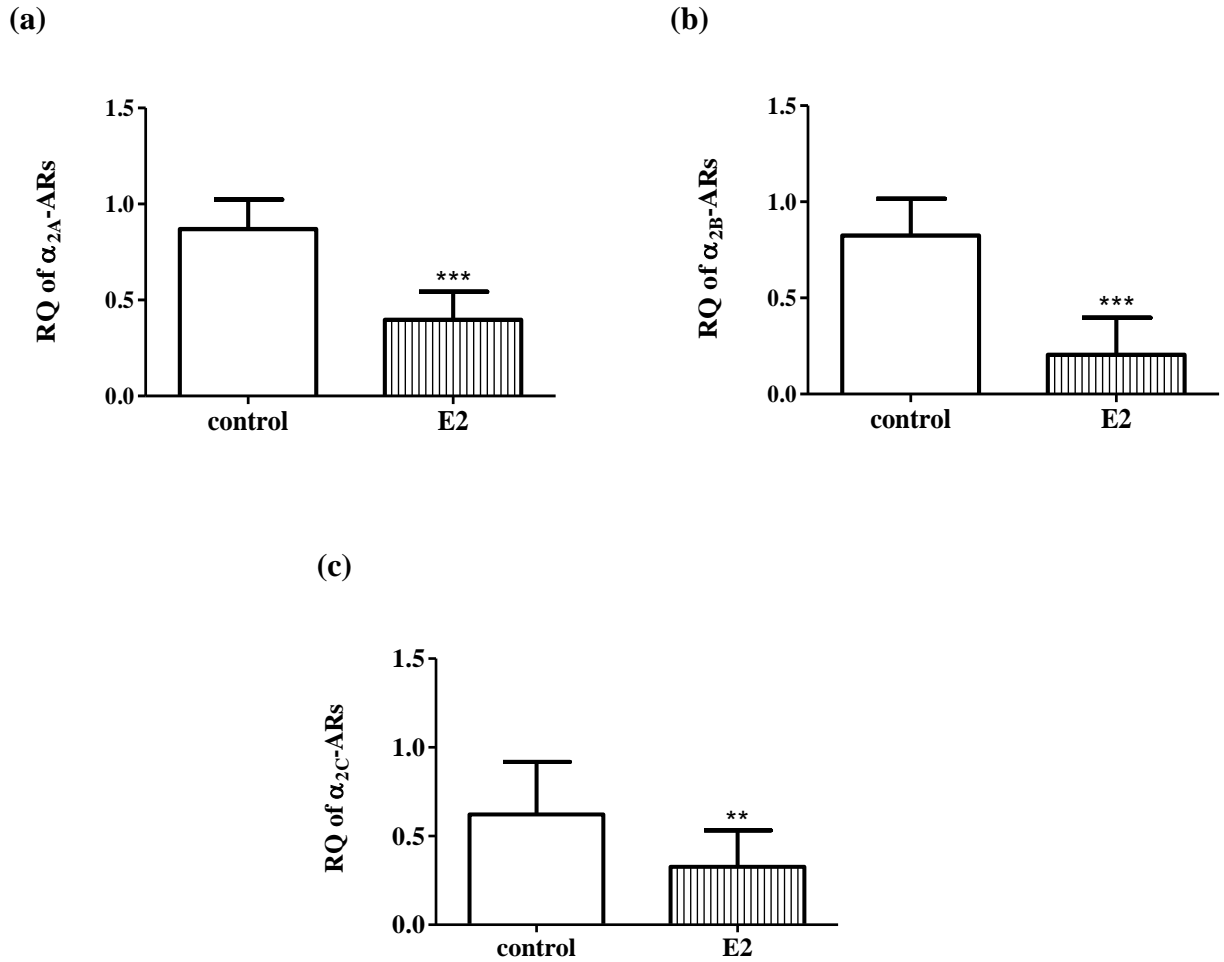 (a)
1.5
1.0
0.5
0.0
RQ of α2A-ARs
***
control E2
(b)
1.5
1.0
0.5
0.0
RQ of α2B-ARs
***
control E2
(c)
1.5
1.0
0.5
0.0
RQ of α2C-ARs
**
control E2